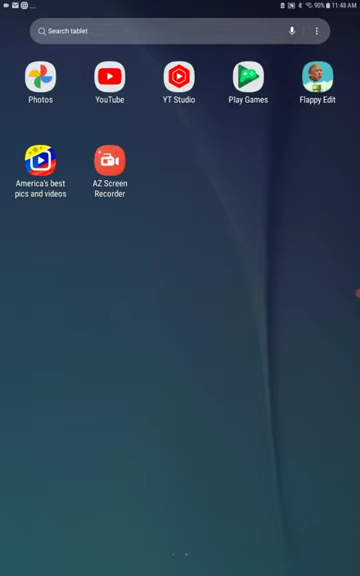 90% 11:48 AM
Search tablet
Photos
YouTube
YT Studio
Play Games
Flappy Edit
America's best
pics and videos
AZ Screen
Recorder